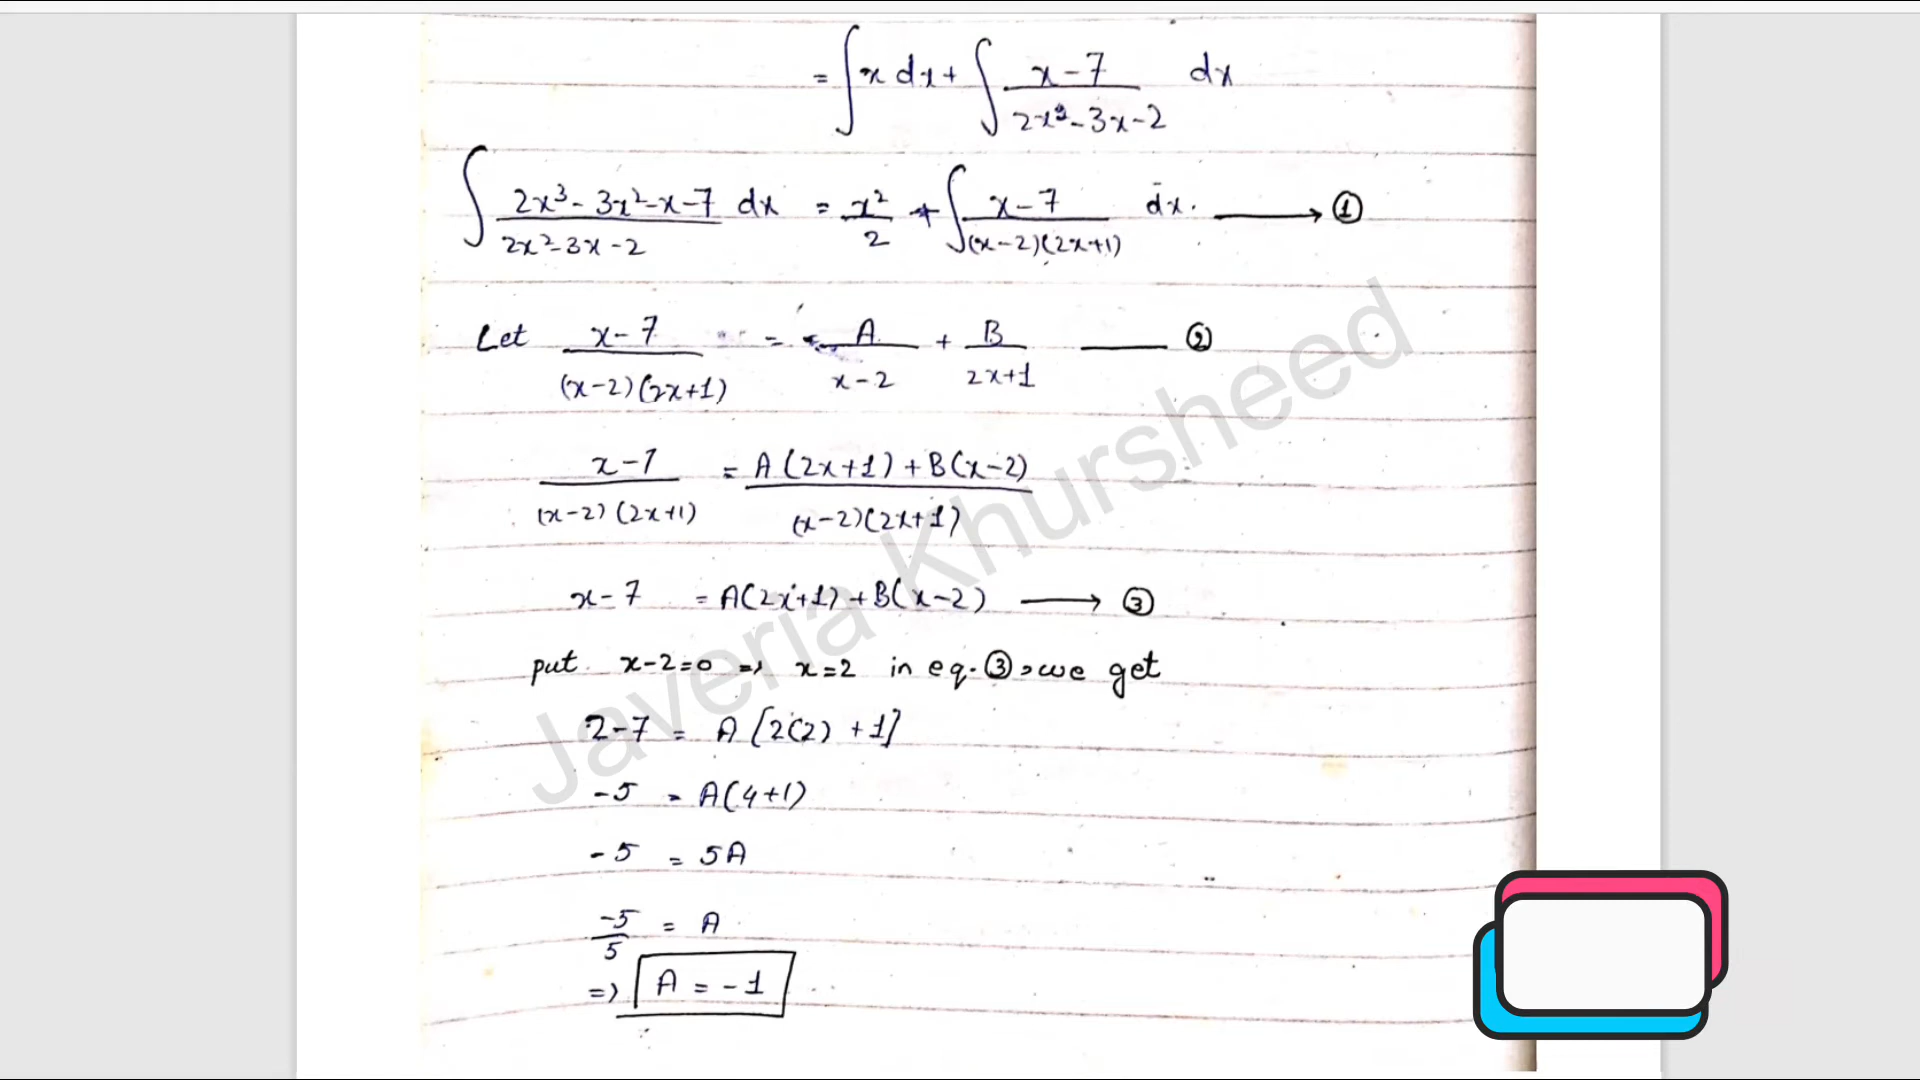 = ∫ x dx + ∫ x-7 / 2x²-3x-2 dx
∫ 2x³-3x²-x-7 / 2x²-3x-2 dx = x²/2 + ∫ x-7 / (x-2)(2x+1) dx. ⟶ ①
Let x-7 / (x-2)(2x+1) = A / x-2 + B / 2x+1 — ②
x-7 / (x-2)(2x+1) = A(2x+1)+B(x-2) / (x-2)(2x+1)
x-7 = A(2x+1)+B(x-2) ⟶ ③
put x-2=0 ⇒ x=2 in eq.③, we get
2-7 = A[2(2)+1]
-5 = A(4+1)
-5 = 5A
-5/5 = A
⇒ A = -1
Javeria Khursheed